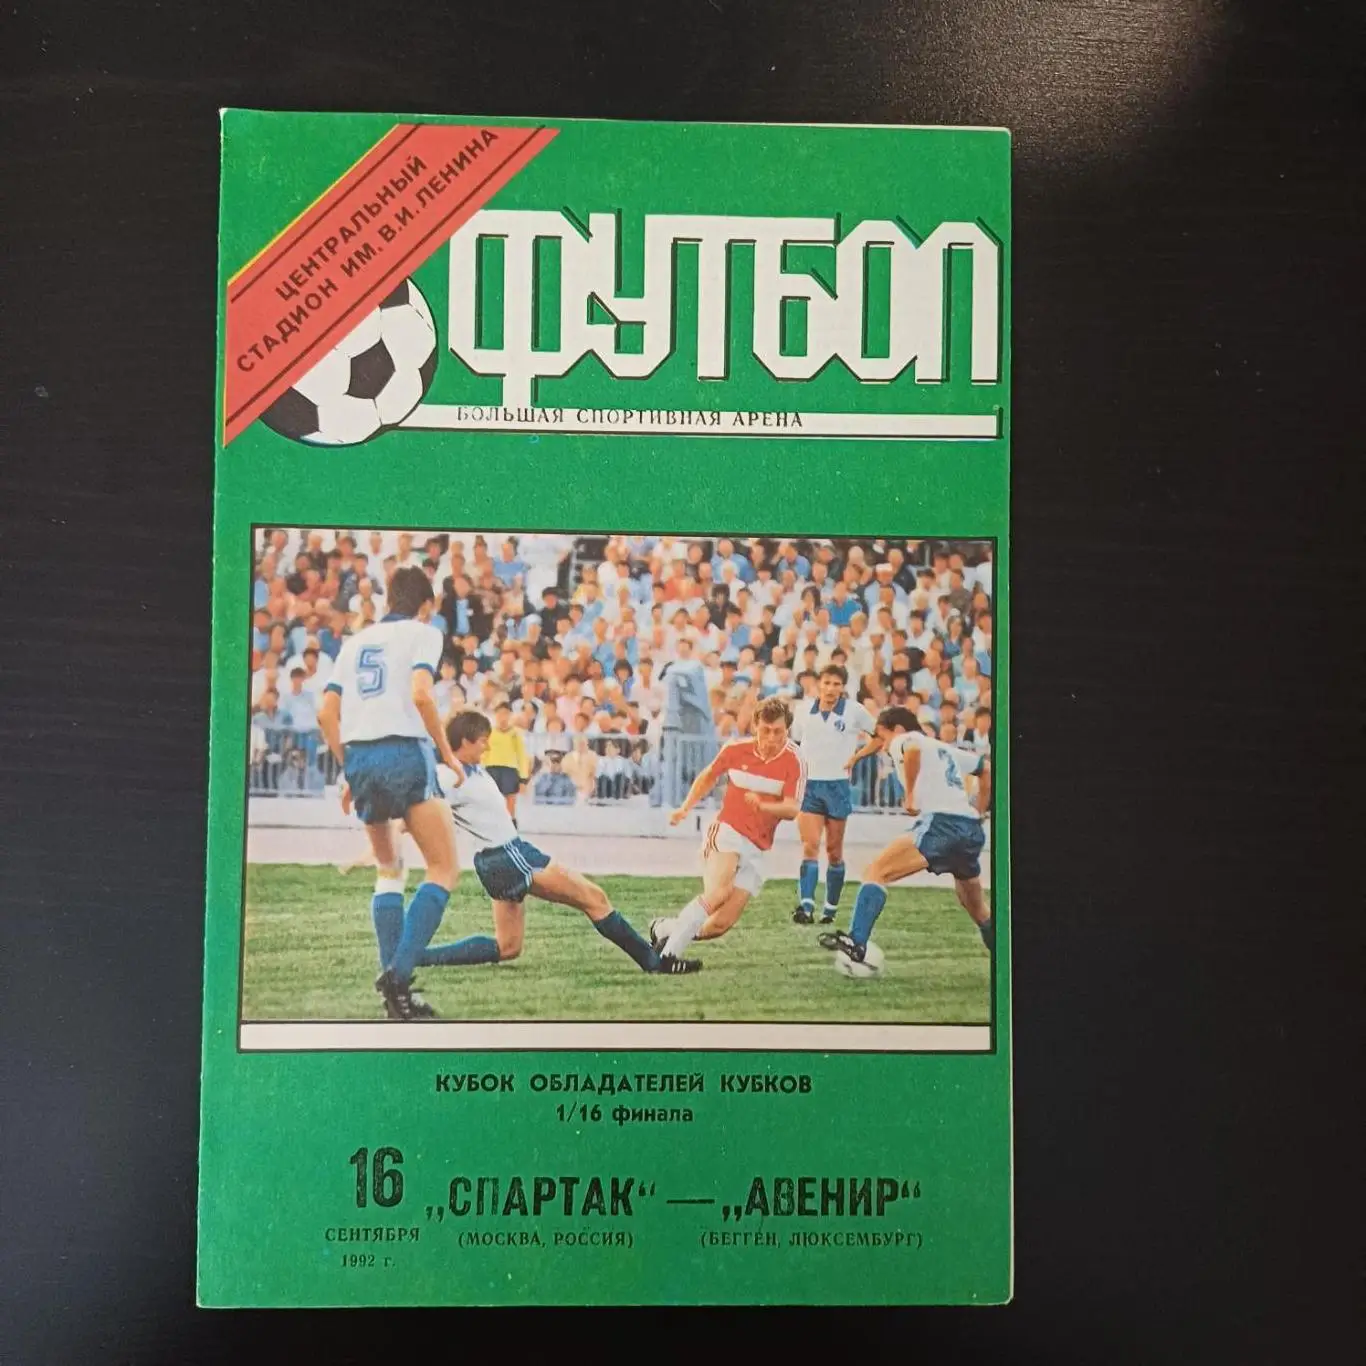 ЦЕНТРАЛЬНЫЙ
СТАДИОН ИМ. В.И. ЛЕНИНА
ФУТБОЛ
БОЛЬШАЯ СПОРТИВНАЯ АРЕНА
5
2
КУБОК ОБЛАДАТЕЛЕЙ КУБКОВ
1/16 финала
16 „СПАРТАК“ — „АВЕНИР“
СЕНТЯБРЯ (МОСКВА, РОССИЯ) (БЕГГЕН, ЛЮКСЕМБУРГ)
1992 г.